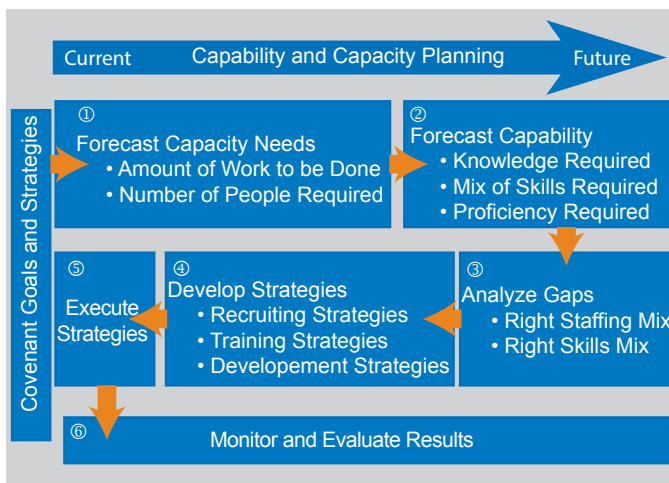 Current Capability and Capacity Planning Future
Covenant Goals and Strategies
①
Forecast Capacity Needs
• Amount of Work to be Done
• Number of People Required
②
Forecast Capability
• Knowledge Required
• Mix of Skills Required
• Proficiency Required
③
Analyze Gaps
• Right Staffing Mix
• Right Skills Mix
④
Develop Strategies
• Recruiting Strategies
• Training Strategies
• Developement Strategies
⑤
Execute
Strategies
⑥
Monitor and Evaluate Results